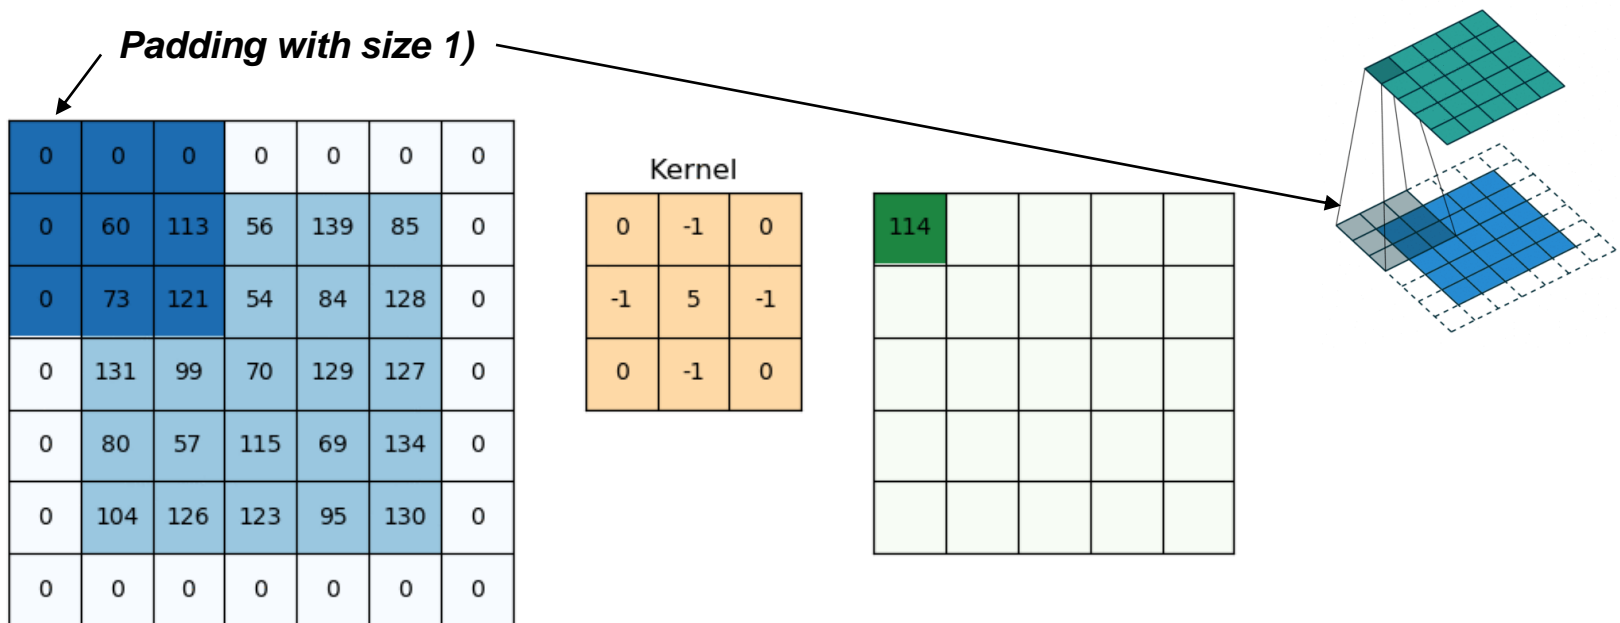 Padding with size 1)
0 0 0 0 0 0 0
0 60 113 56 139 85 0
0 73 121 54 84 128 0
0 131 99 70 129 127 0
0 80 57 115 69 134 0
0 104 126 123 95 130 0
0 0 0 0 0 0 0
Kernel
0 -1 0
-1 5 -1
0 -1 0
114